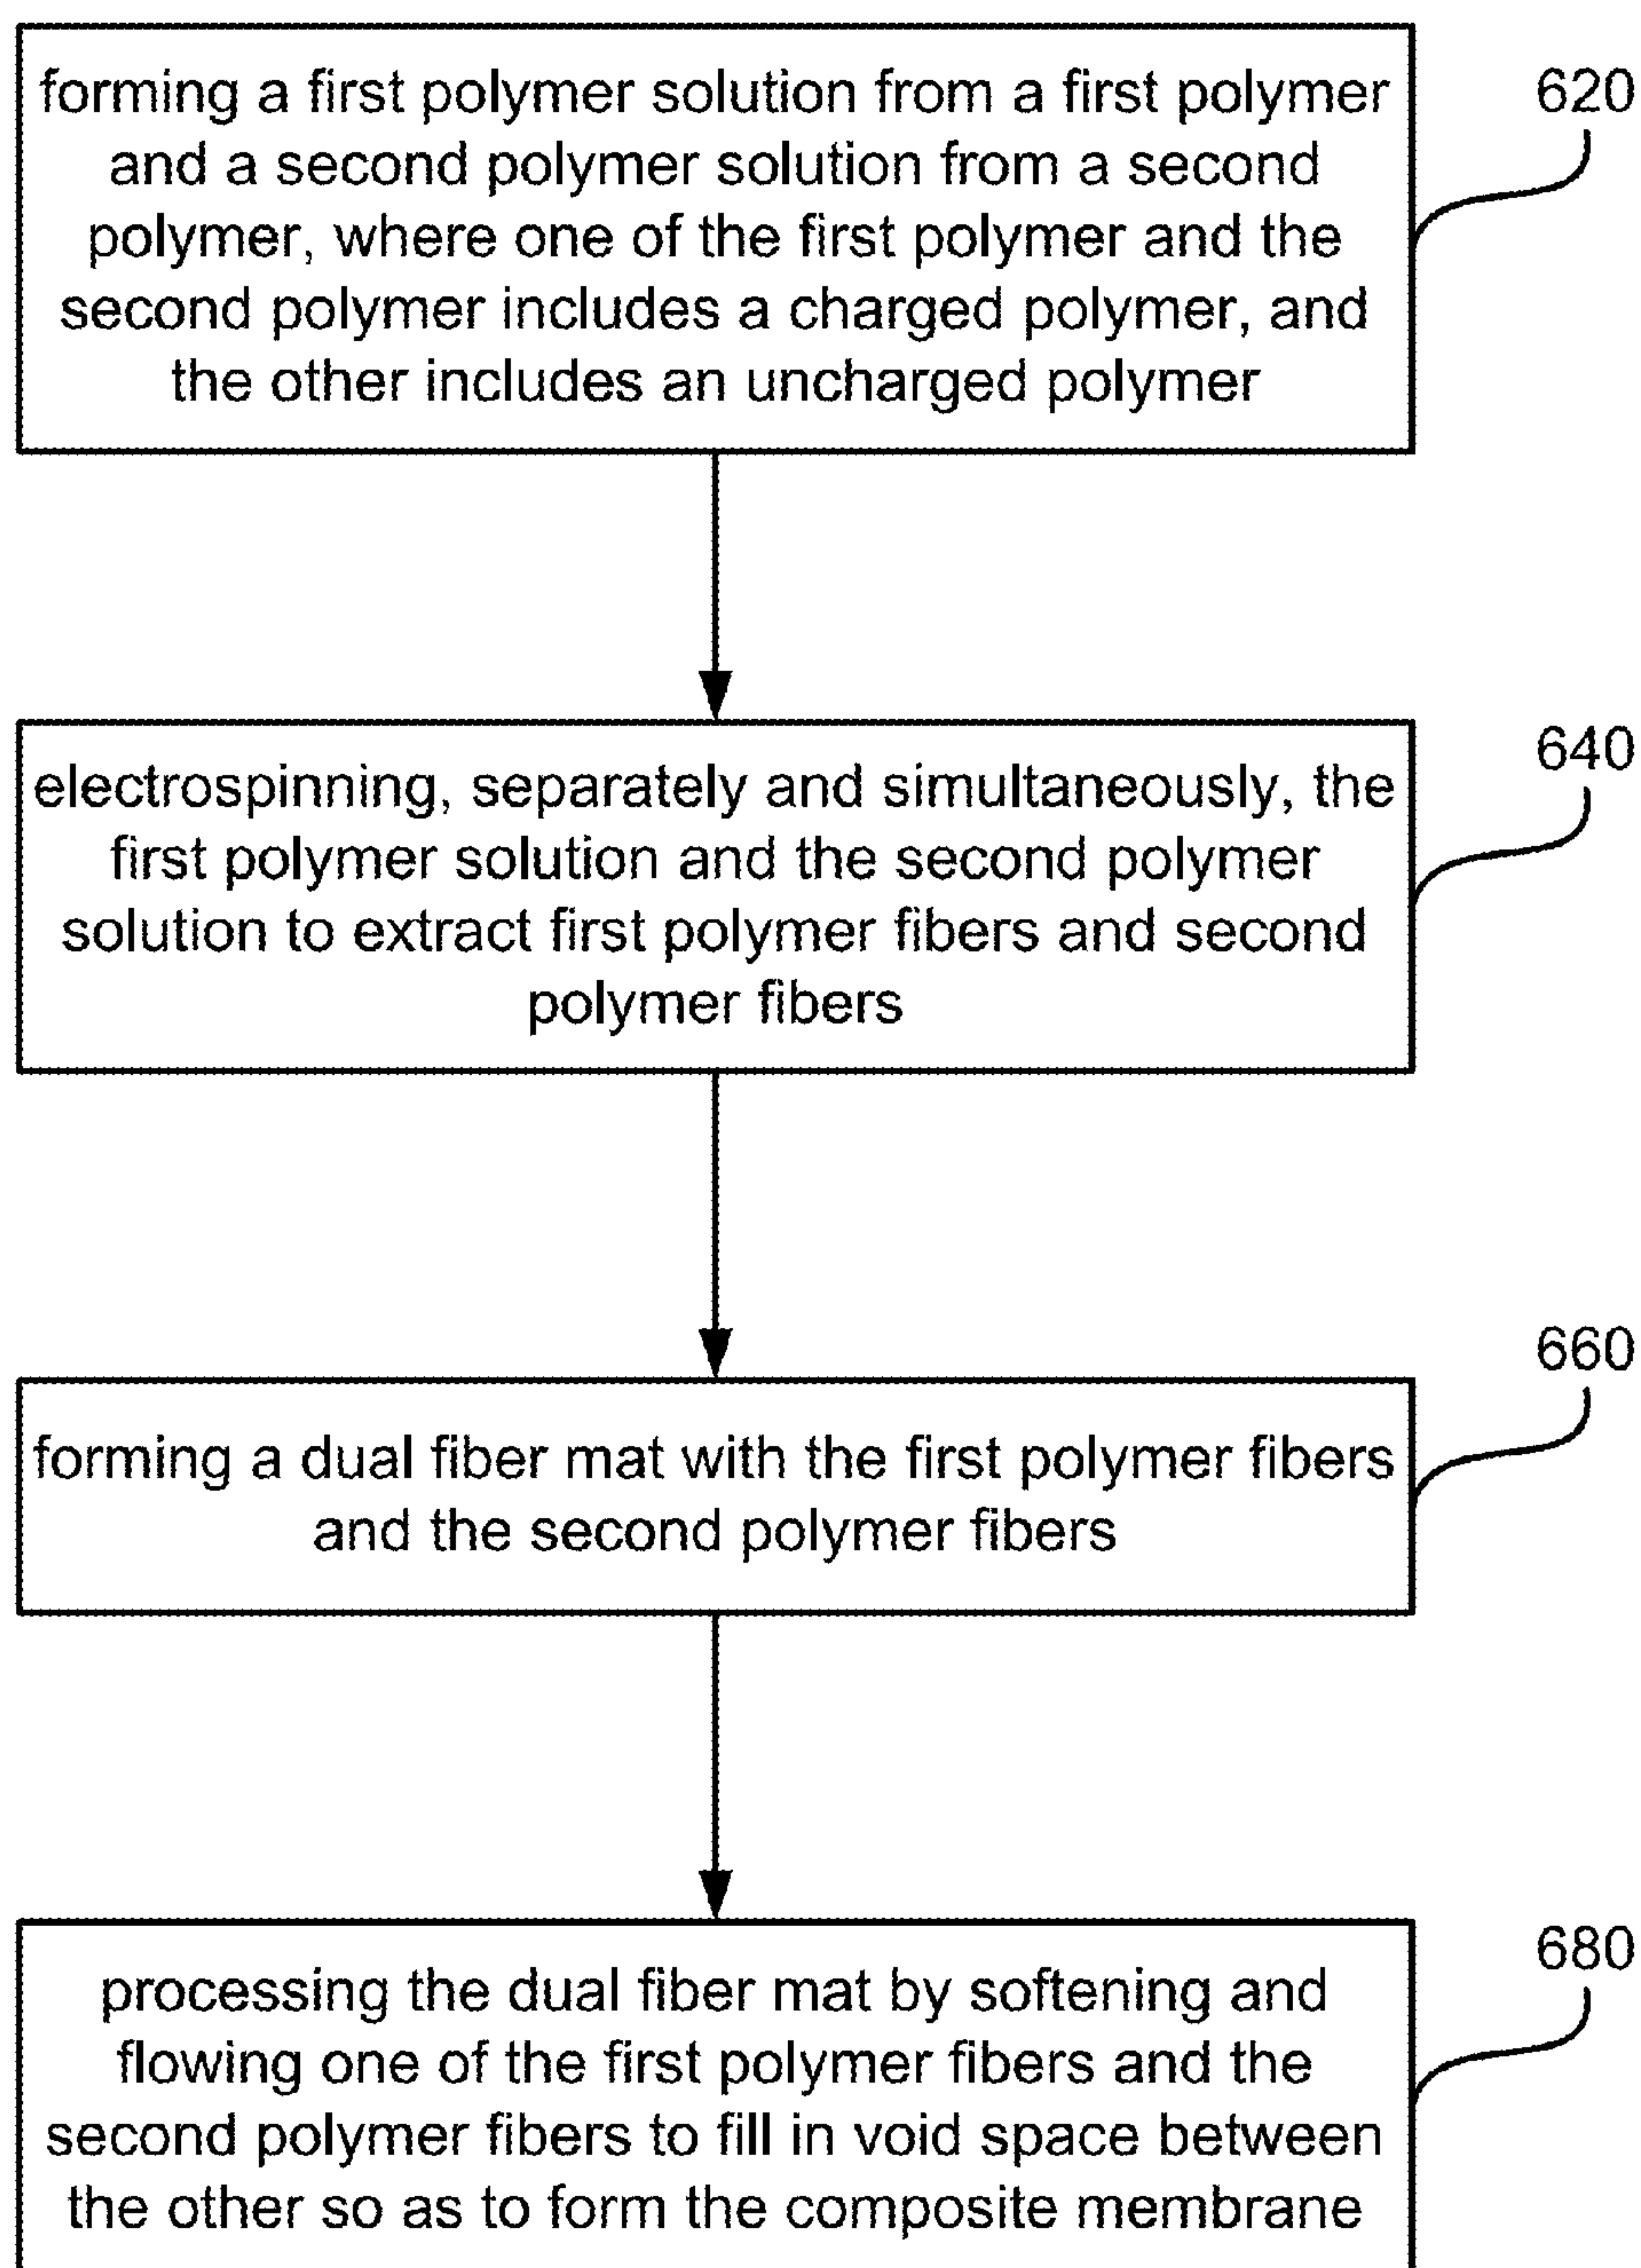 forming a first polymer solution from a first polymer
and a second polymer solution from a second
polymer, where one of the first polymer and the
second polymer includes a charged polymer, and
the other includes an uncharged polymer
620
electrospinning, separately and simultaneously, the
first polymer solution and the second polymer
solution to extract first polymer fibers and second
polymer fibers
640
forming a dual fiber mat with the first polymer fibers
and the second polymer fibers
660
processing the dual fiber mat by softening and
flowing one of the first polymer fibers and the
second polymer fibers to fill in void space between
the other so as to form the composite membrane
680